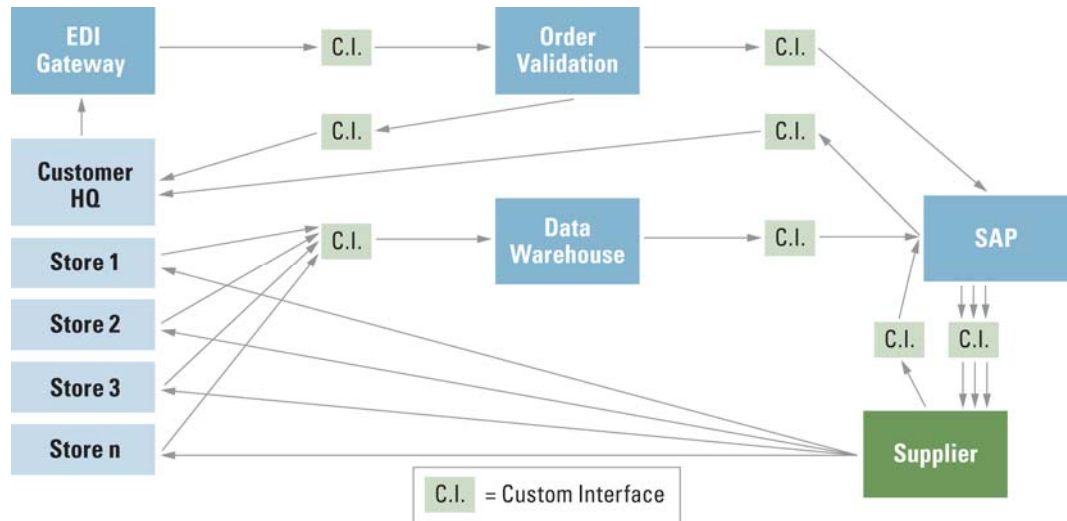 EDI
Gateway
C.I.
Order
Validation
C.I.
C.I.
C.I.
Customer
HQ
C.I.
Data
Warehouse
C.I.
SAP
Store 1
Store 2
C.I.
C.I.
Store 3
Store n
Supplier
C.I. = Custom Interface